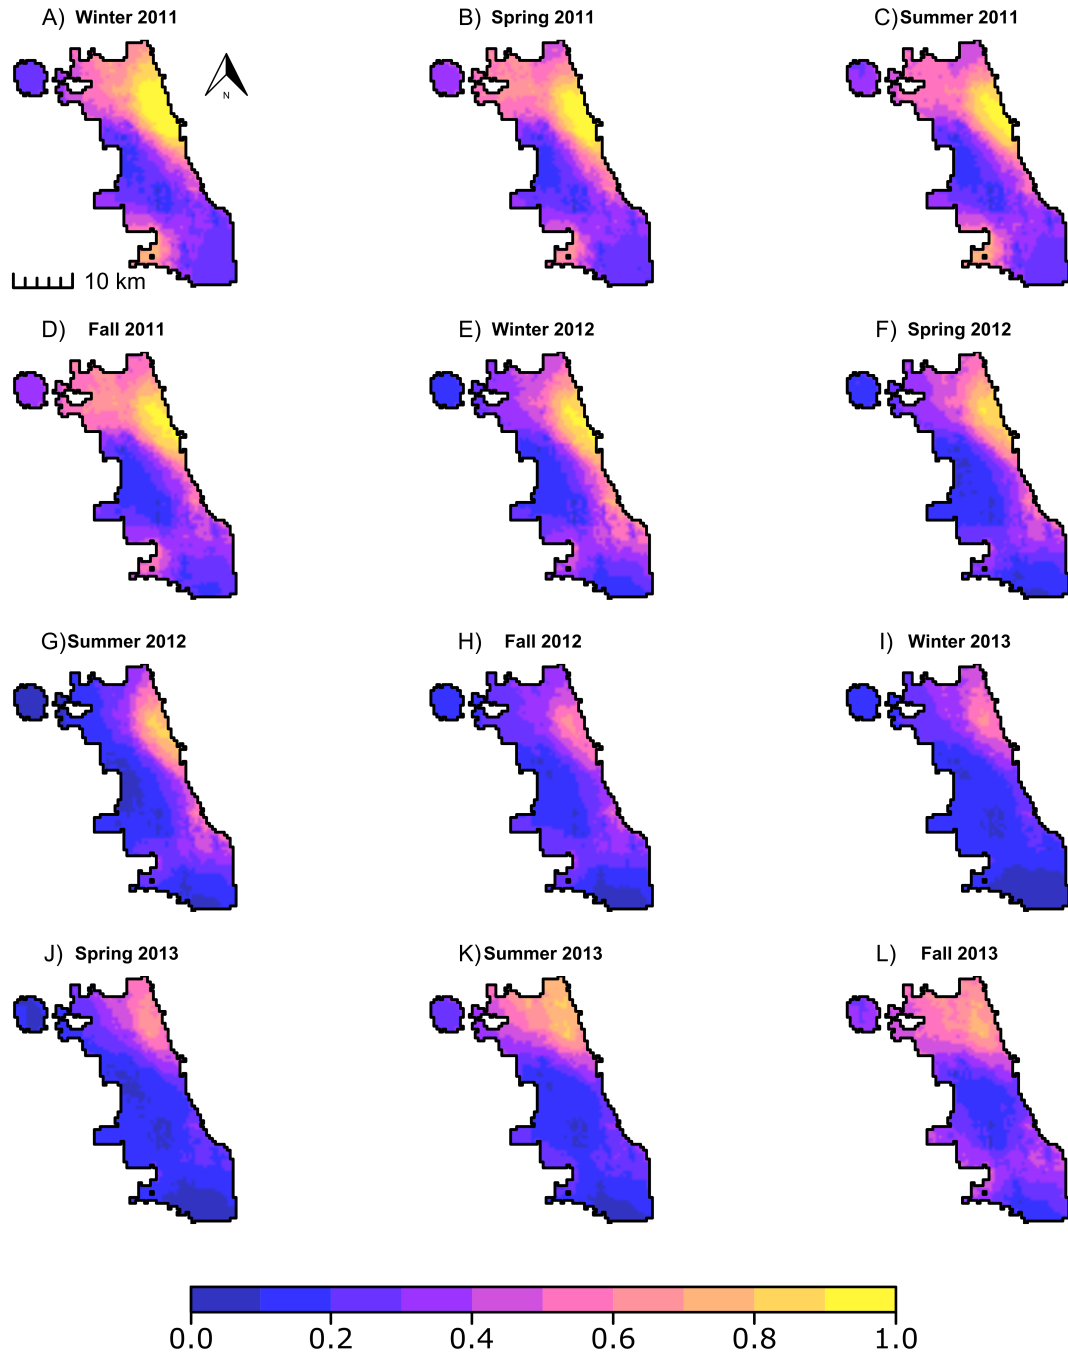 A) Winter 2011
B) Spring 2011
C) Summer 2011
N
10 km
D) Fall 2011
E) Winter 2012
F) Spring 2012
G) Summer 2012
H) Fall 2012
I) Winter 2013
J) Spring 2013
K) Summer 2013
L) Fall 2013
0.0 0.2 0.4 0.6 0.8 1.0